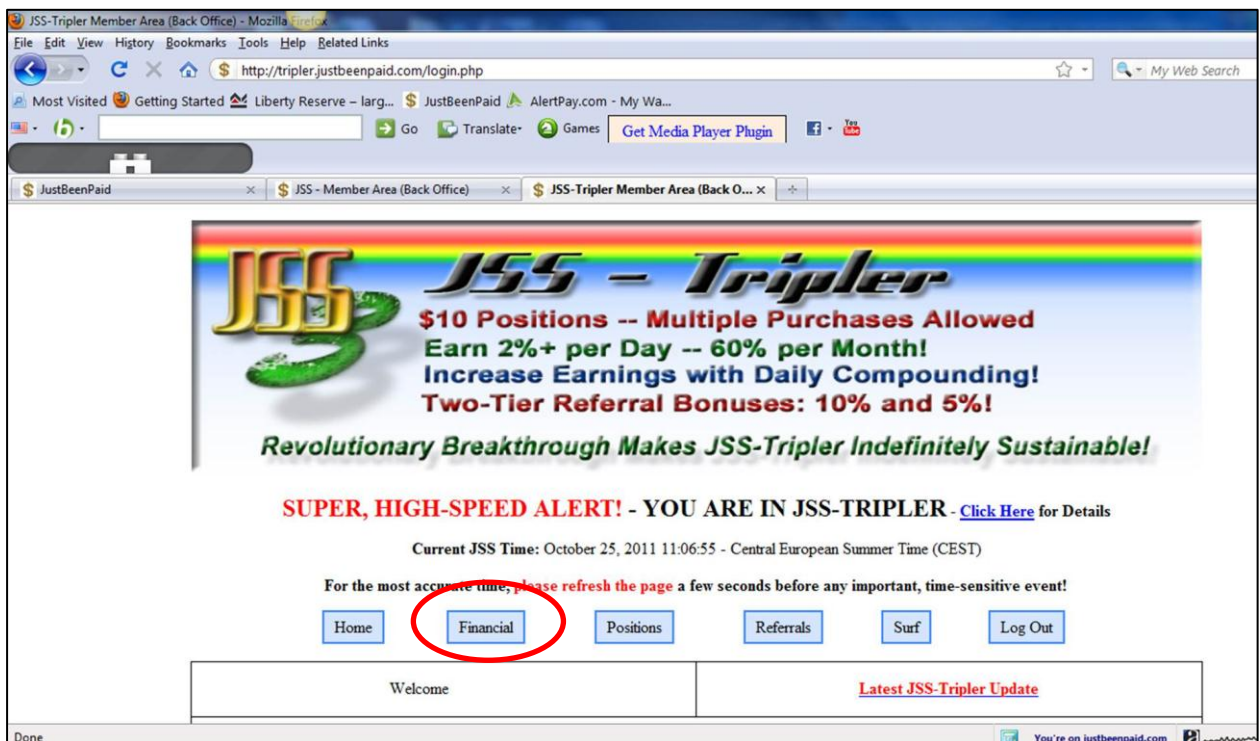 JSS-Tripler Member Area (Back Office) - Mozilla Firefox
File Edit View History Bookmarks Tools Help Related Links
http://tripler.justbeenpaid.com/login.php
My Web Search
Most Visited Getting Started Liberty Reserve – larg... JustBeenPaid AlertPay.com - My Wa...
Go Translate Games Get Media Player Plugin You Tube
JustBeenPaid JSS - Member Area (Back Office) JSS-Tripler Member Area (Back O...
JSS
3
JSS - Tripler
$10 Positions -- Multiple Purchases Allowed
Earn 2%+ per Day -- 60% per Month!
Increase Earnings with Daily Compounding!
Two-Tier Referral Bonuses: 10% and 5%!
Revolutionary Breakthrough Makes JSS-Tripler Indefinitely Sustainable!
SUPER, HIGH-SPEED ALERT! - YOU ARE IN JSS-TRIPLER - Click Here for Details
Current JSS Time: October 25, 2011 11:06:55 - Central European Summer Time (CEST)
For the most accurate time, please refresh the page a few seconds before any important, time-sensitive event!
Home Financial Positions Referrals Surf Log Out
Welcome Latest JSS-Tripler Update
Done You're on justbeenpaid.com